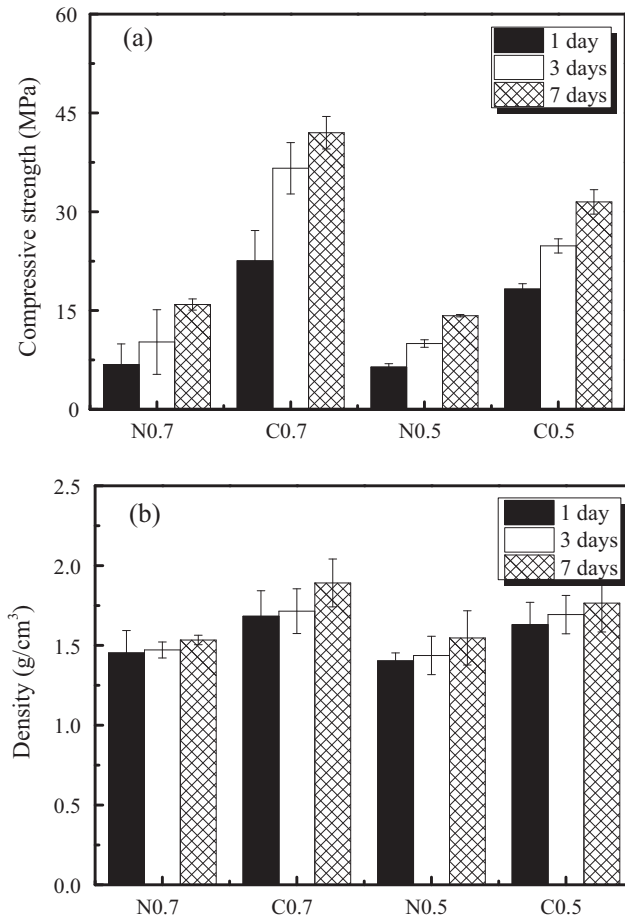 (a)
1 day
3 days
7 days
Compressive strength (MPa)
60
45
30
15
0
N0.7 C0.7 N0.5 C0.5
(b)
1 day
3 days
7 days
Density (g/cm³)
2.5
2.0
1.5
1.0
0.5
0.0
N0.7 C0.7 N0.5 C0.5